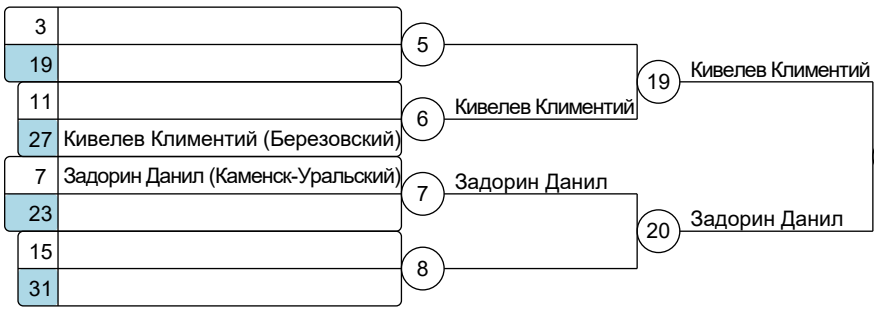 3
5
19
19 Кивелев Климентий
11
6 Кивелев Климентий
27 Кивелев Климентий (Березовский)
7 Задорин Данил (Каменск-Уральский)
7 Задорин Данил
23
20 Задорин Данил
15
8
31